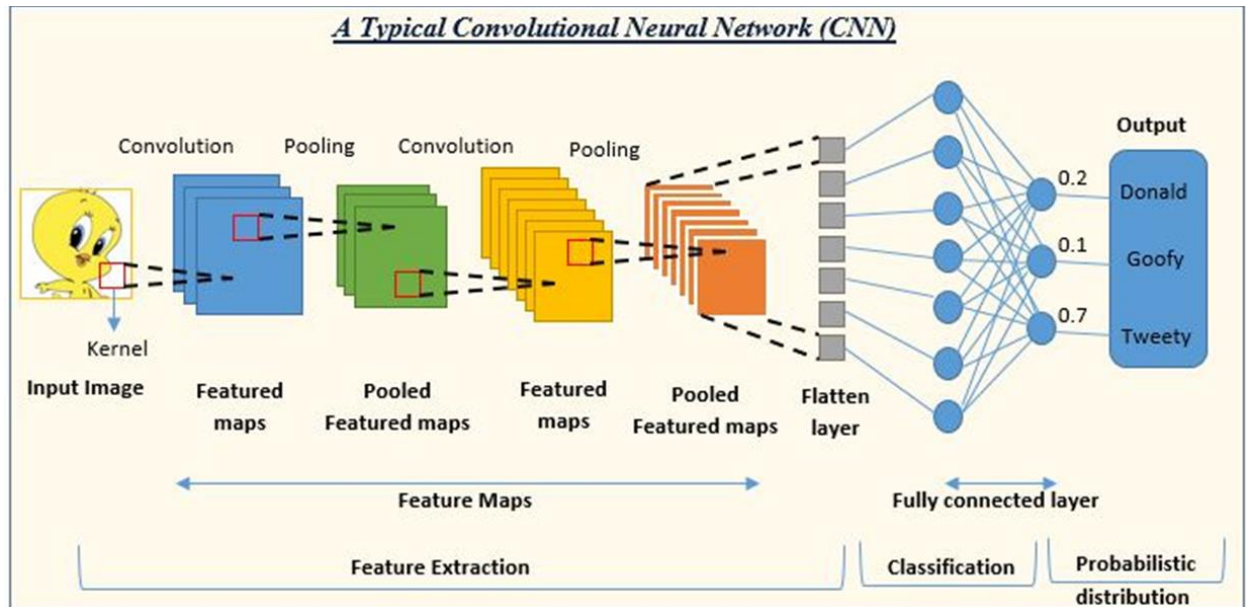 A Typical Convolutional Neural Network (CNN)
Convolution
Pooling
Convolution
Pooling
Output
0.2
Donald
0.1
Goofy
0.7
Tweety
Kernel
Input Image
Featured
maps
Pooled
Featured maps
Featured
maps
Pooled
Featured maps
Flatten
layer
Feature Maps
Fully connected layer
Feature Extraction
Classification
Probabilistic
distribution